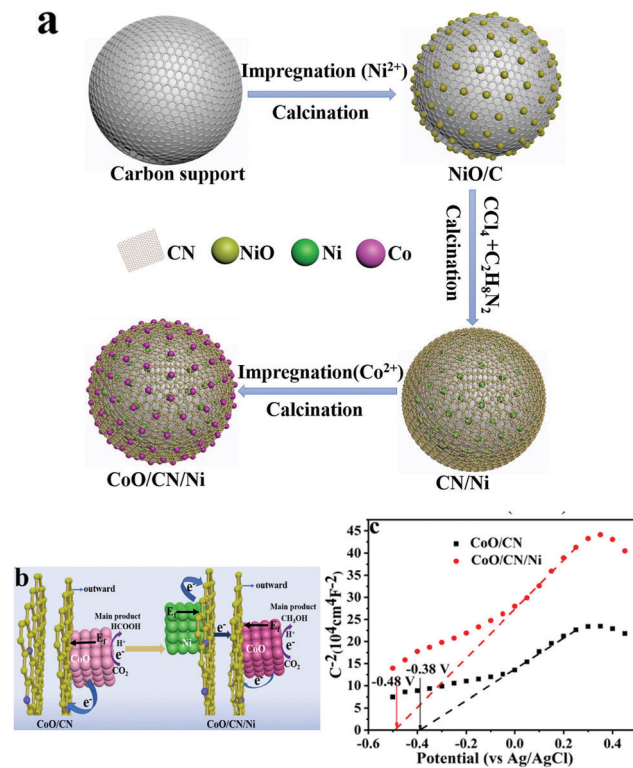 a
Impregnation (Ni²⁺)
Calcination
Carbon support
NiO/C
CCl₄ +C₂H₈N₂
Calcination
CN NiO Ni Co
Impregnation(Co²⁺)
Calcination
CoO/CN/Ni
CN/Ni
b
outward
Main product
HCOOH
H⁺
e⁻
CO₂
Ef
CoO
e⁻
CoO/CN
e⁻
Ef
Ni
e⁻
outward
Main product
CH₃OH
H⁺
e⁻
CO₂
Ef
CoO
e⁻
CoO/CN/Ni
c
CoO/CN
CoO/CN/Ni
C⁻²(10⁴cm⁴F⁻²)
45
40
35
30
25
20
15
10
5
0
-0.48 V
-0.38 V
-0.6 -0.4 -0.2 0.0 0.2 0.4
Potential (vs Ag/AgCl)